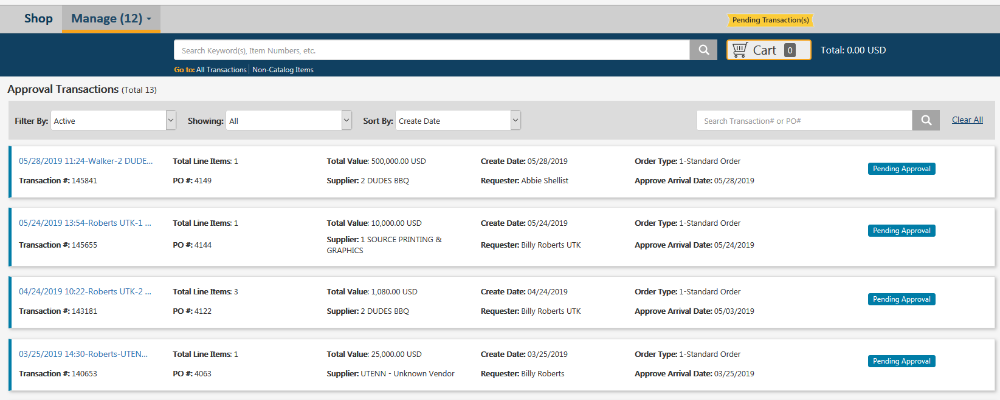 Shop
Manage (12)
Pending Transaction(s)
Search Keyword(s), Item Numbers, etc.
Cart 0
Total: 0.00 USD
Go to: All Transactions | Non-Catalog Items
Approval Transactions (Total 13)
Filter By: Active
Showing: All
Sort By: Create Date
Search Transaction# or PO#
Clear All
05/28/2019 11:24-Walker-2 DUDE... Total Line Items: 1 Total Value: 500,000.00 USD Create Date: 05/28/2019 Order Type: 1-Standard Order
Pending Approval
Transaction #: 145841 PO #: 4149 Supplier: 2 DUDES BBQ Requester: Abbie Shellist Approve Arrival Date: 05/28/2019
05/24/2019 13:54-Roberts UTK-1 ... Total Line Items: 1 Total Value: 10,000.00 USD Create Date: 05/24/2019 Order Type: 1-Standard Order
Pending Approval
Transaction #: 145655 PO #: 4144 Supplier: 1 SOURCE PRINTING &
GRAPHICS
Requester: Billy Roberts UTK Approve Arrival Date: 05/24/2019
04/24/2019 10:22-Roberts UTK-2 ... Total Line Items: 3 Total Value: 1,080.00 USD Create Date: 04/24/2019 Order Type: 1-Standard Order
Pending Approval
Transaction #: 143181 PO #: 4122 Supplier: 2 DUDES BBQ Requester: Billy Roberts UTK Approve Arrival Date: 05/03/2019
03/25/2019 14:30-Roberts-UTEN... Total Line Items: 1 Total Value: 25,000.00 USD Create Date: 03/25/2019 Order Type: 1-Standard Order
Pending Approval
Transaction #: 140653 PO #: 4063 Supplier: UTENN - Unknown Vendor Requester: Billy Roberts Approve Arrival Date: 03/25/2019